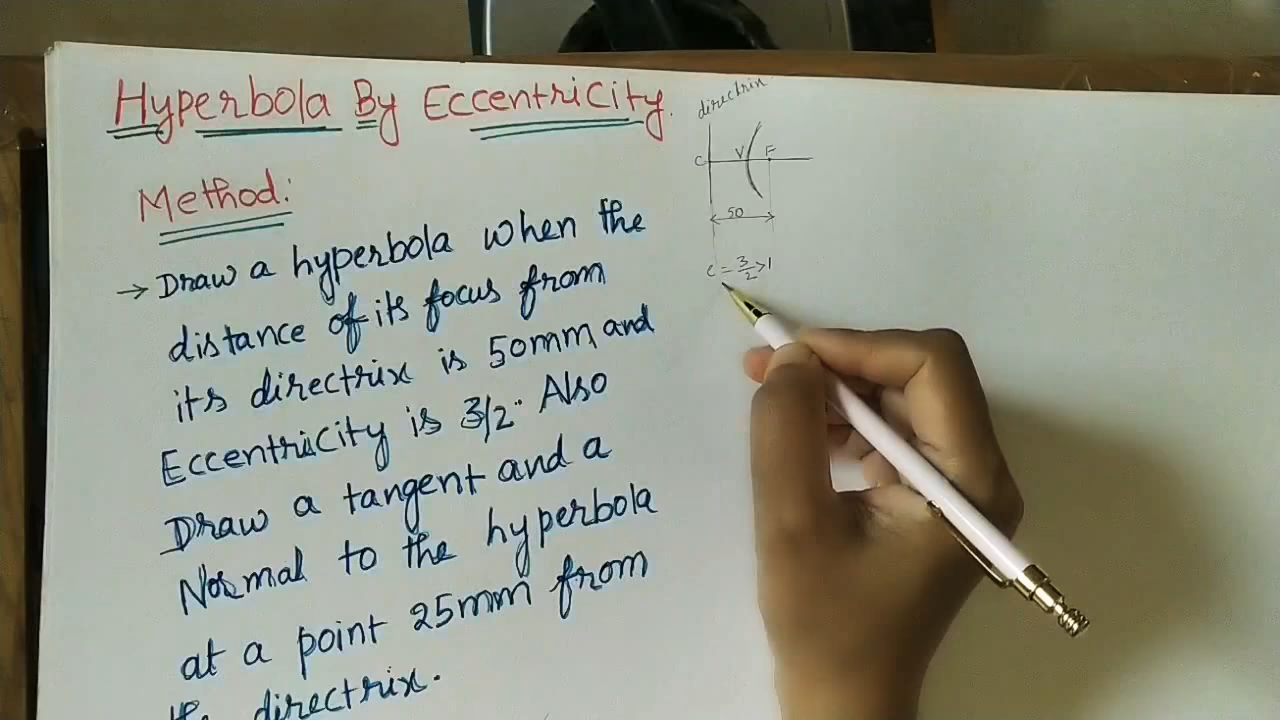 Hyperbola By Eccentricity.
Method:
→ Draw a hyperbola when the
distance of its focus from
its directrix is 50mm and
Eccentricity is 3/2. Also
Draw a tangent and a
Normal to the hyperbola
at a point 25mm from
the directrix.
directrix
C V F
50
e = 3/2 > 1